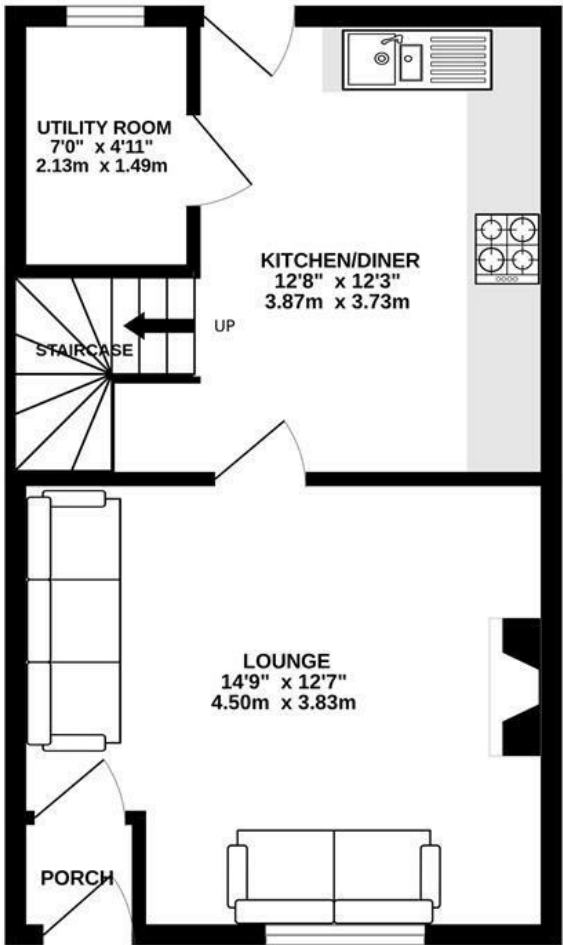 UTILITY ROOM
7'0" x 4'11"
2.13m x 1.49m
KITCHEN/DINER
12'8" x 12'3"
3.87m x 3.73m
UP
STAIRCASE
LOUNGE
14'9" x 12'7"
4.50m x 3.83m
PORCH